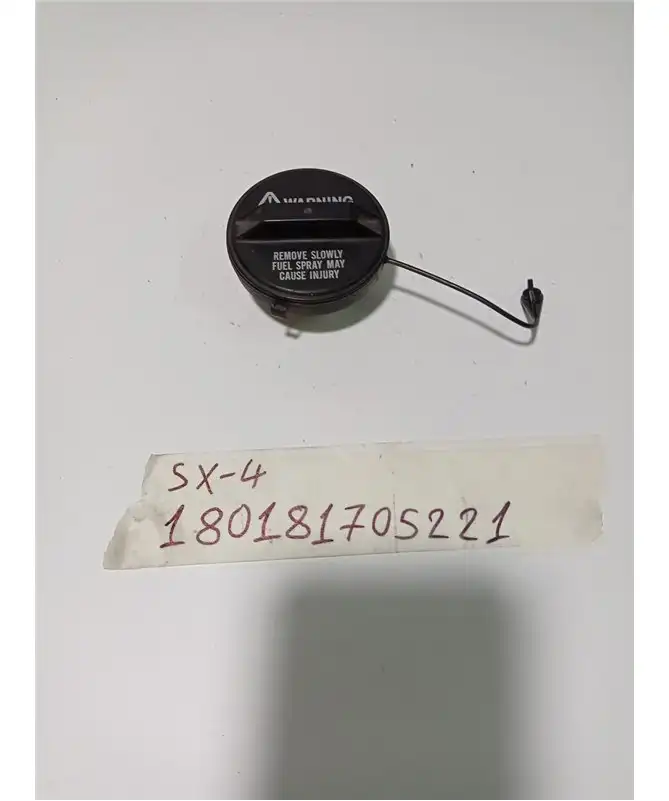 WARNING
REMOVE SLOWLY
FUEL SPRAY MAY
CAUSE INJURY
SX-4
180181705221